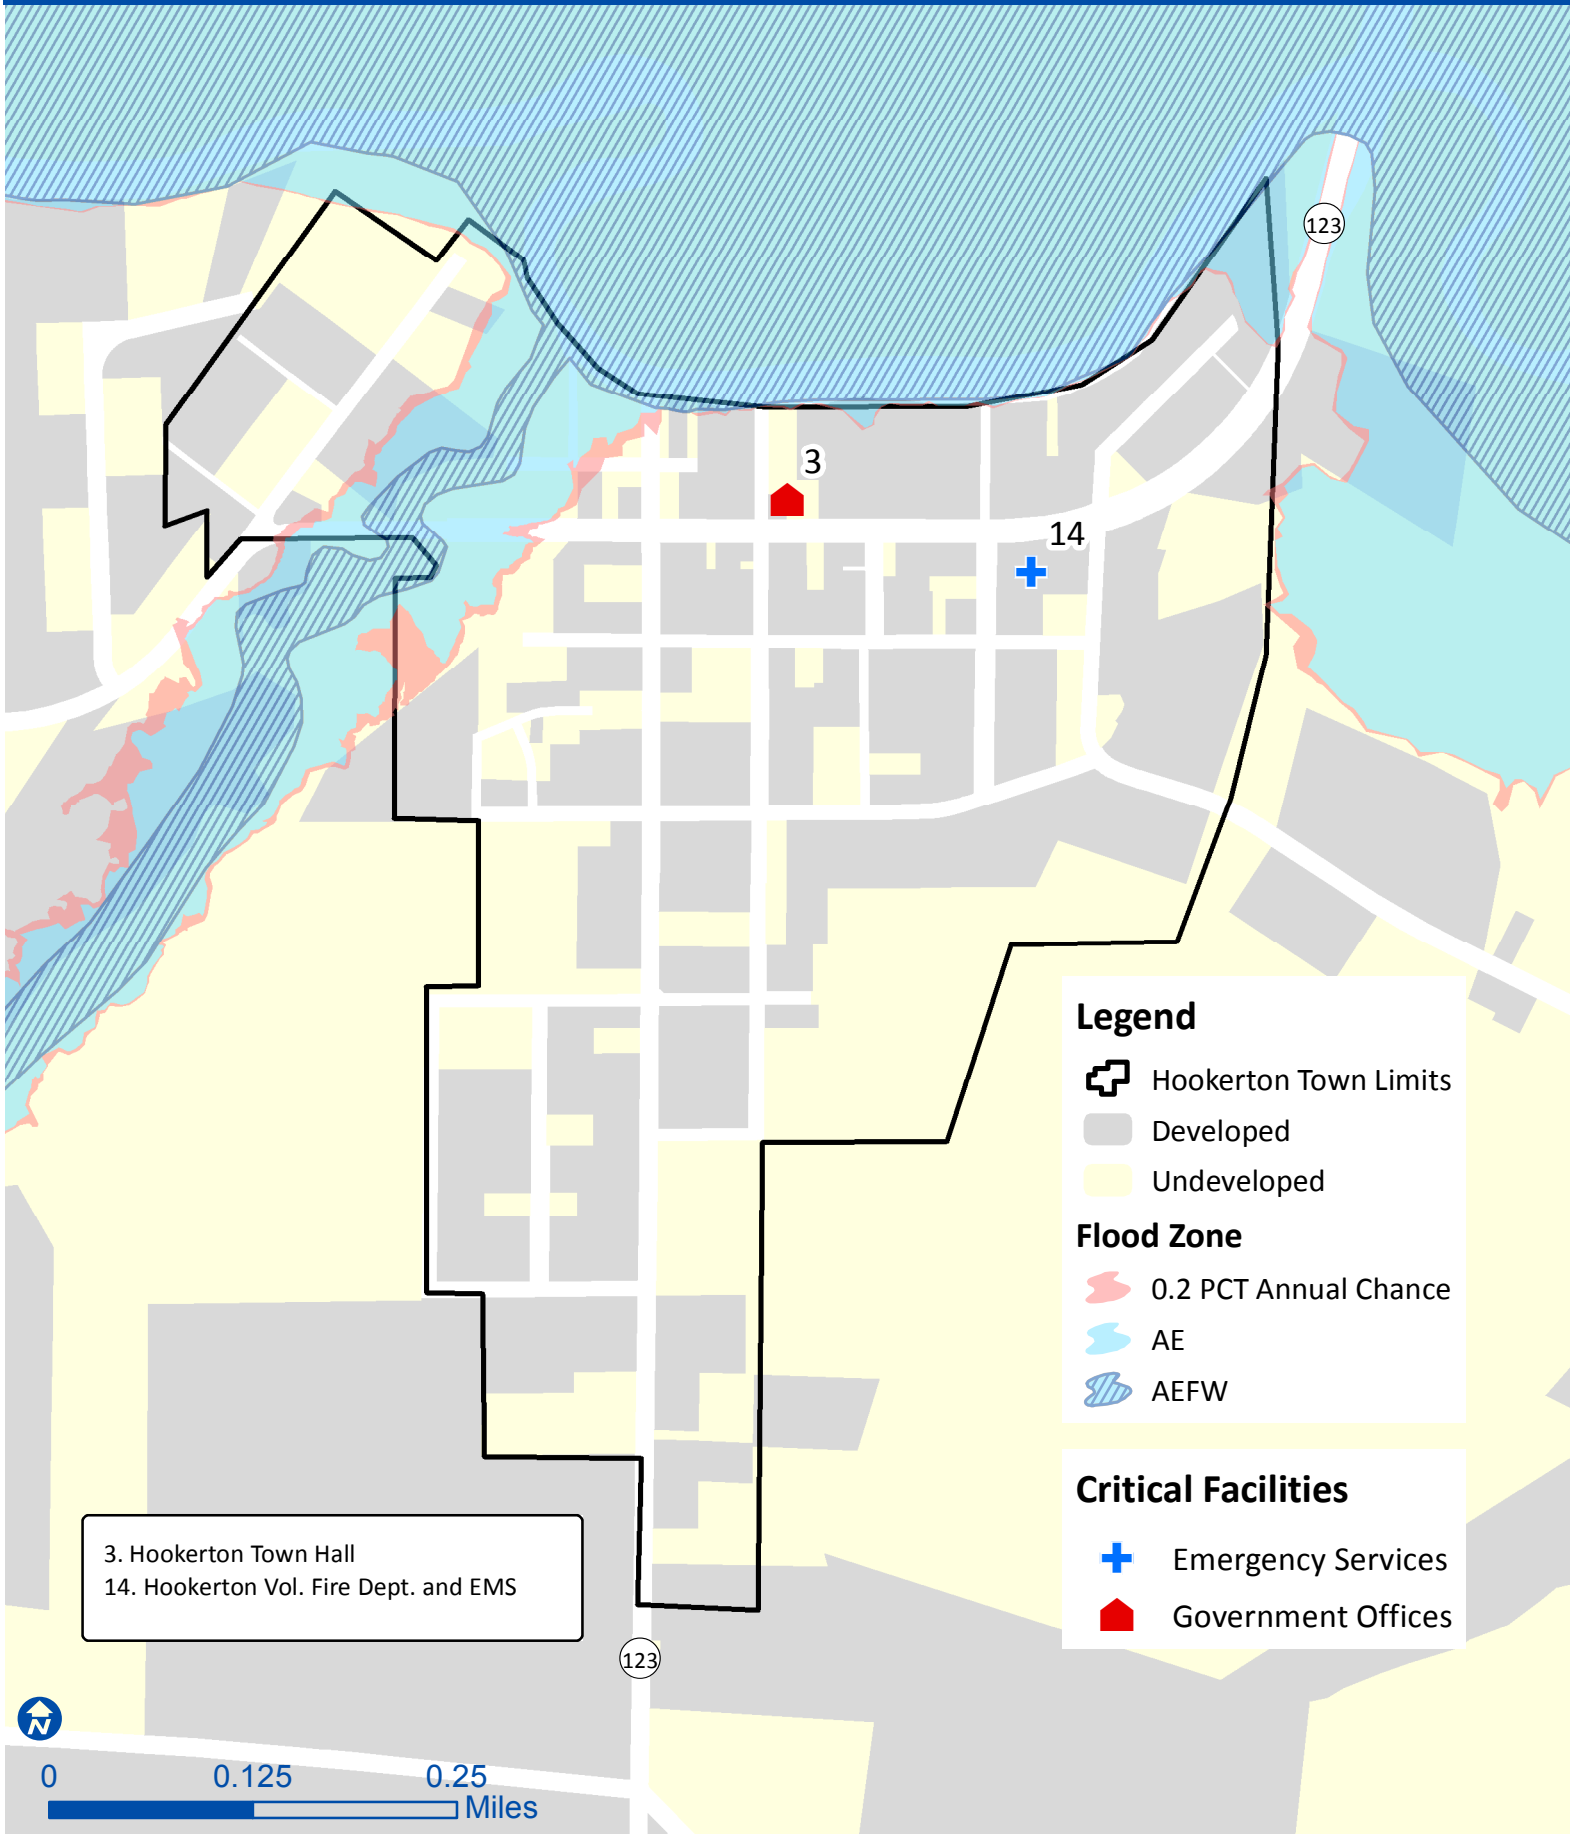 123
3
14
Legend
Hookerton Town Limits
Developed
Undeveloped
Flood Zone
0.2 PCT Annual Chance
AE
AEFW
Critical Facilities
Emergency Services
Government Offices
3. Hookerton Town Hall
14. Hookerton Vol. Fire Dept. and EMS
123
N
0 0.125 0.25
Miles